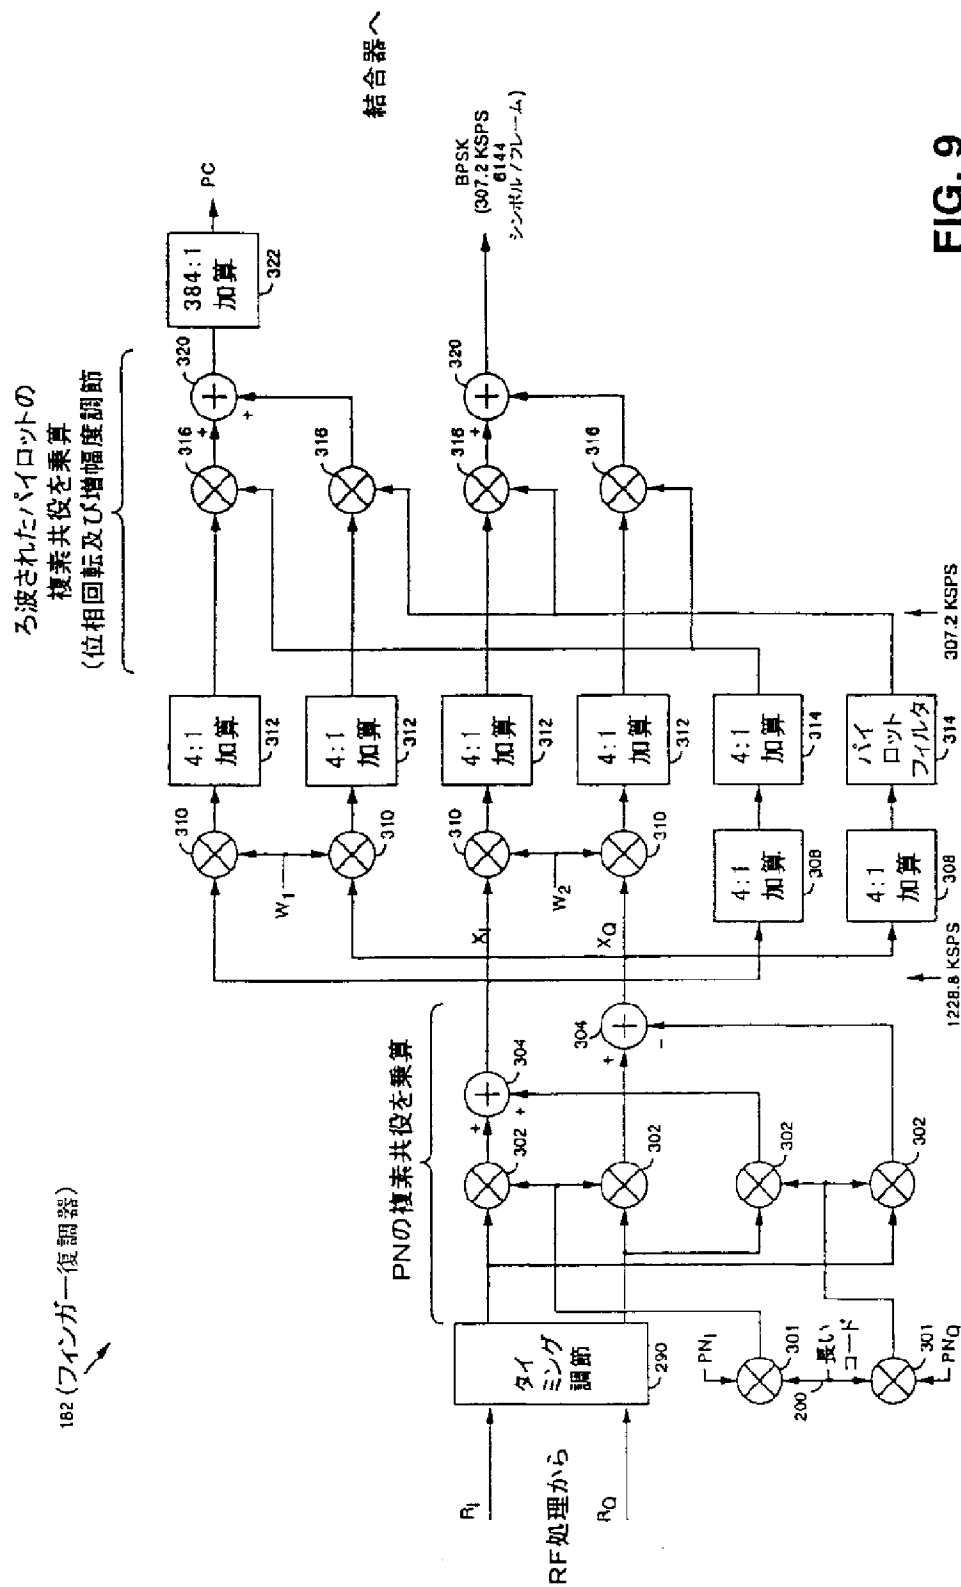 182 (フィンガー復調器)
ろ波されたパイロットの
複素共役を乗算
(位相回転及び増幅度調節
PNの複素共役を乗算
RF処理から
R_I
R_Q
タイ
ミング
調節
290
PN_I
301
200
長い
コード
301
PN_Q
302
302
302
302
304
304
+
+
+
-
X_I
X_Q
1228.8 KSPS
W_1
W_2
310
310
310
310
4:1
加算
308
4:1
加算
308
4:1
加算
312
4:1
加算
312
4:1
加算
312
4:1
加算
312
4:1
加算
314
パイ
ロット
フィルタ
314
307.2 KSPS
316
316
316
316
320
320
+
+
+
384:1
加算
322
PC
BPSK
(307.2 KSPS
6144
シンボル/フレーム)
結合器へ
FIG. 9